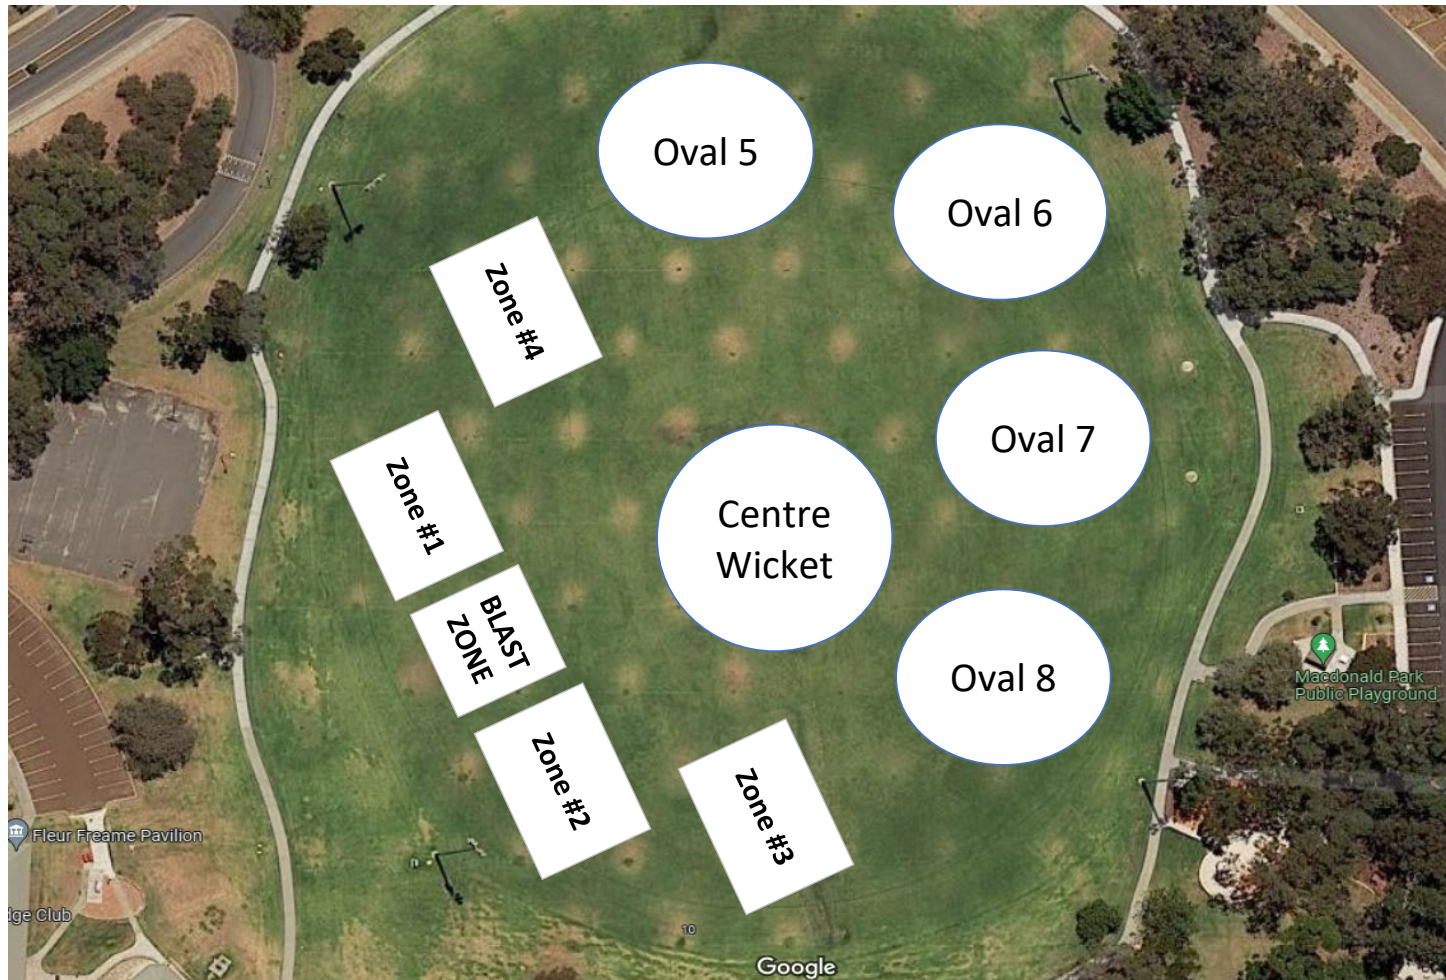 Oval 5
Oval 6
Zone #4
Oval 7
Zone #1
Centre
Wicket
BLAST
ZONE
Oval 8
Macdonald Park
Public Playground
Zone #2
Zone #3
Fleur Freame Pavilion
dge Club
10
Google